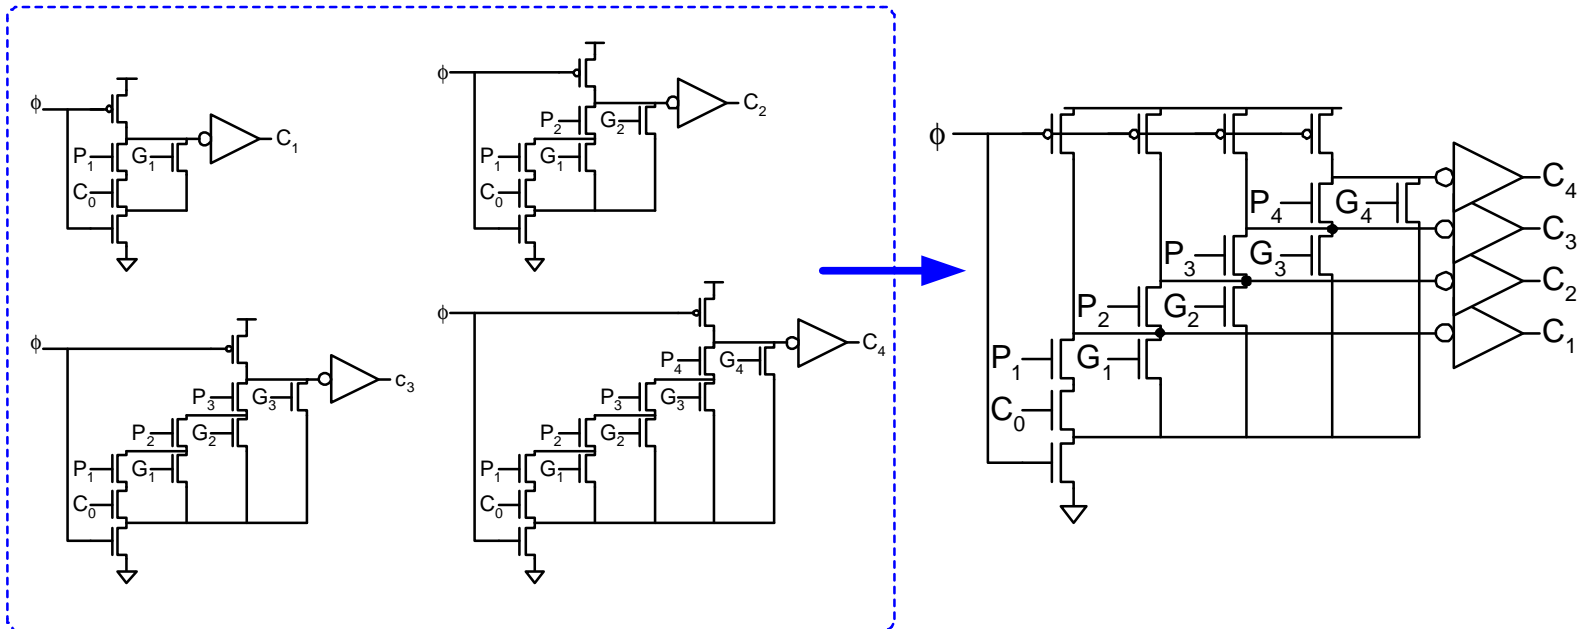 ϕ
P₁
G₁
C₀
C₁
ϕ
P₂
G₂
P₁
G₁
C₀
C₂
ϕ
P₃
G₃
P₂
G₂
P₁
G₁
C₀
c₃
ϕ
P₄
G₄
P₃
G₃
P₂
G₂
P₁
G₁
C₀
C₄
ϕ
P₄
G₄
P₃
G₃
P₂
G₂
P₁
G₁
C₀
C₄
C₃
C₂
C₁